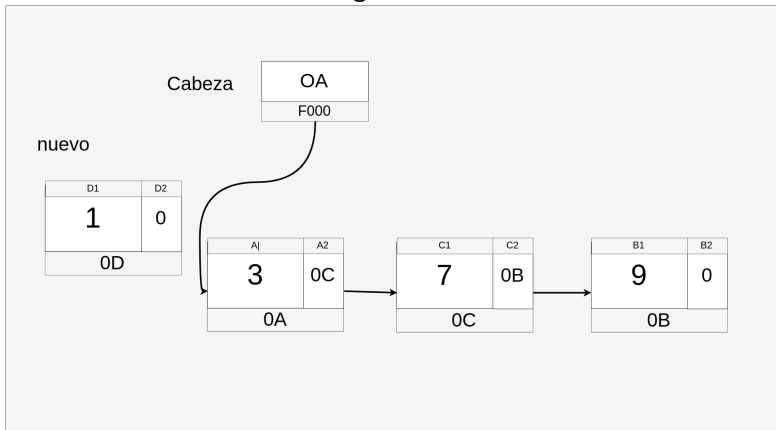 Cabeza
OA
F000
nuevo
D1 D2
1 0
0D
A| A2
3 0C
0A
C1 C2
7 0B
0C
B1 B2
9 0
0B